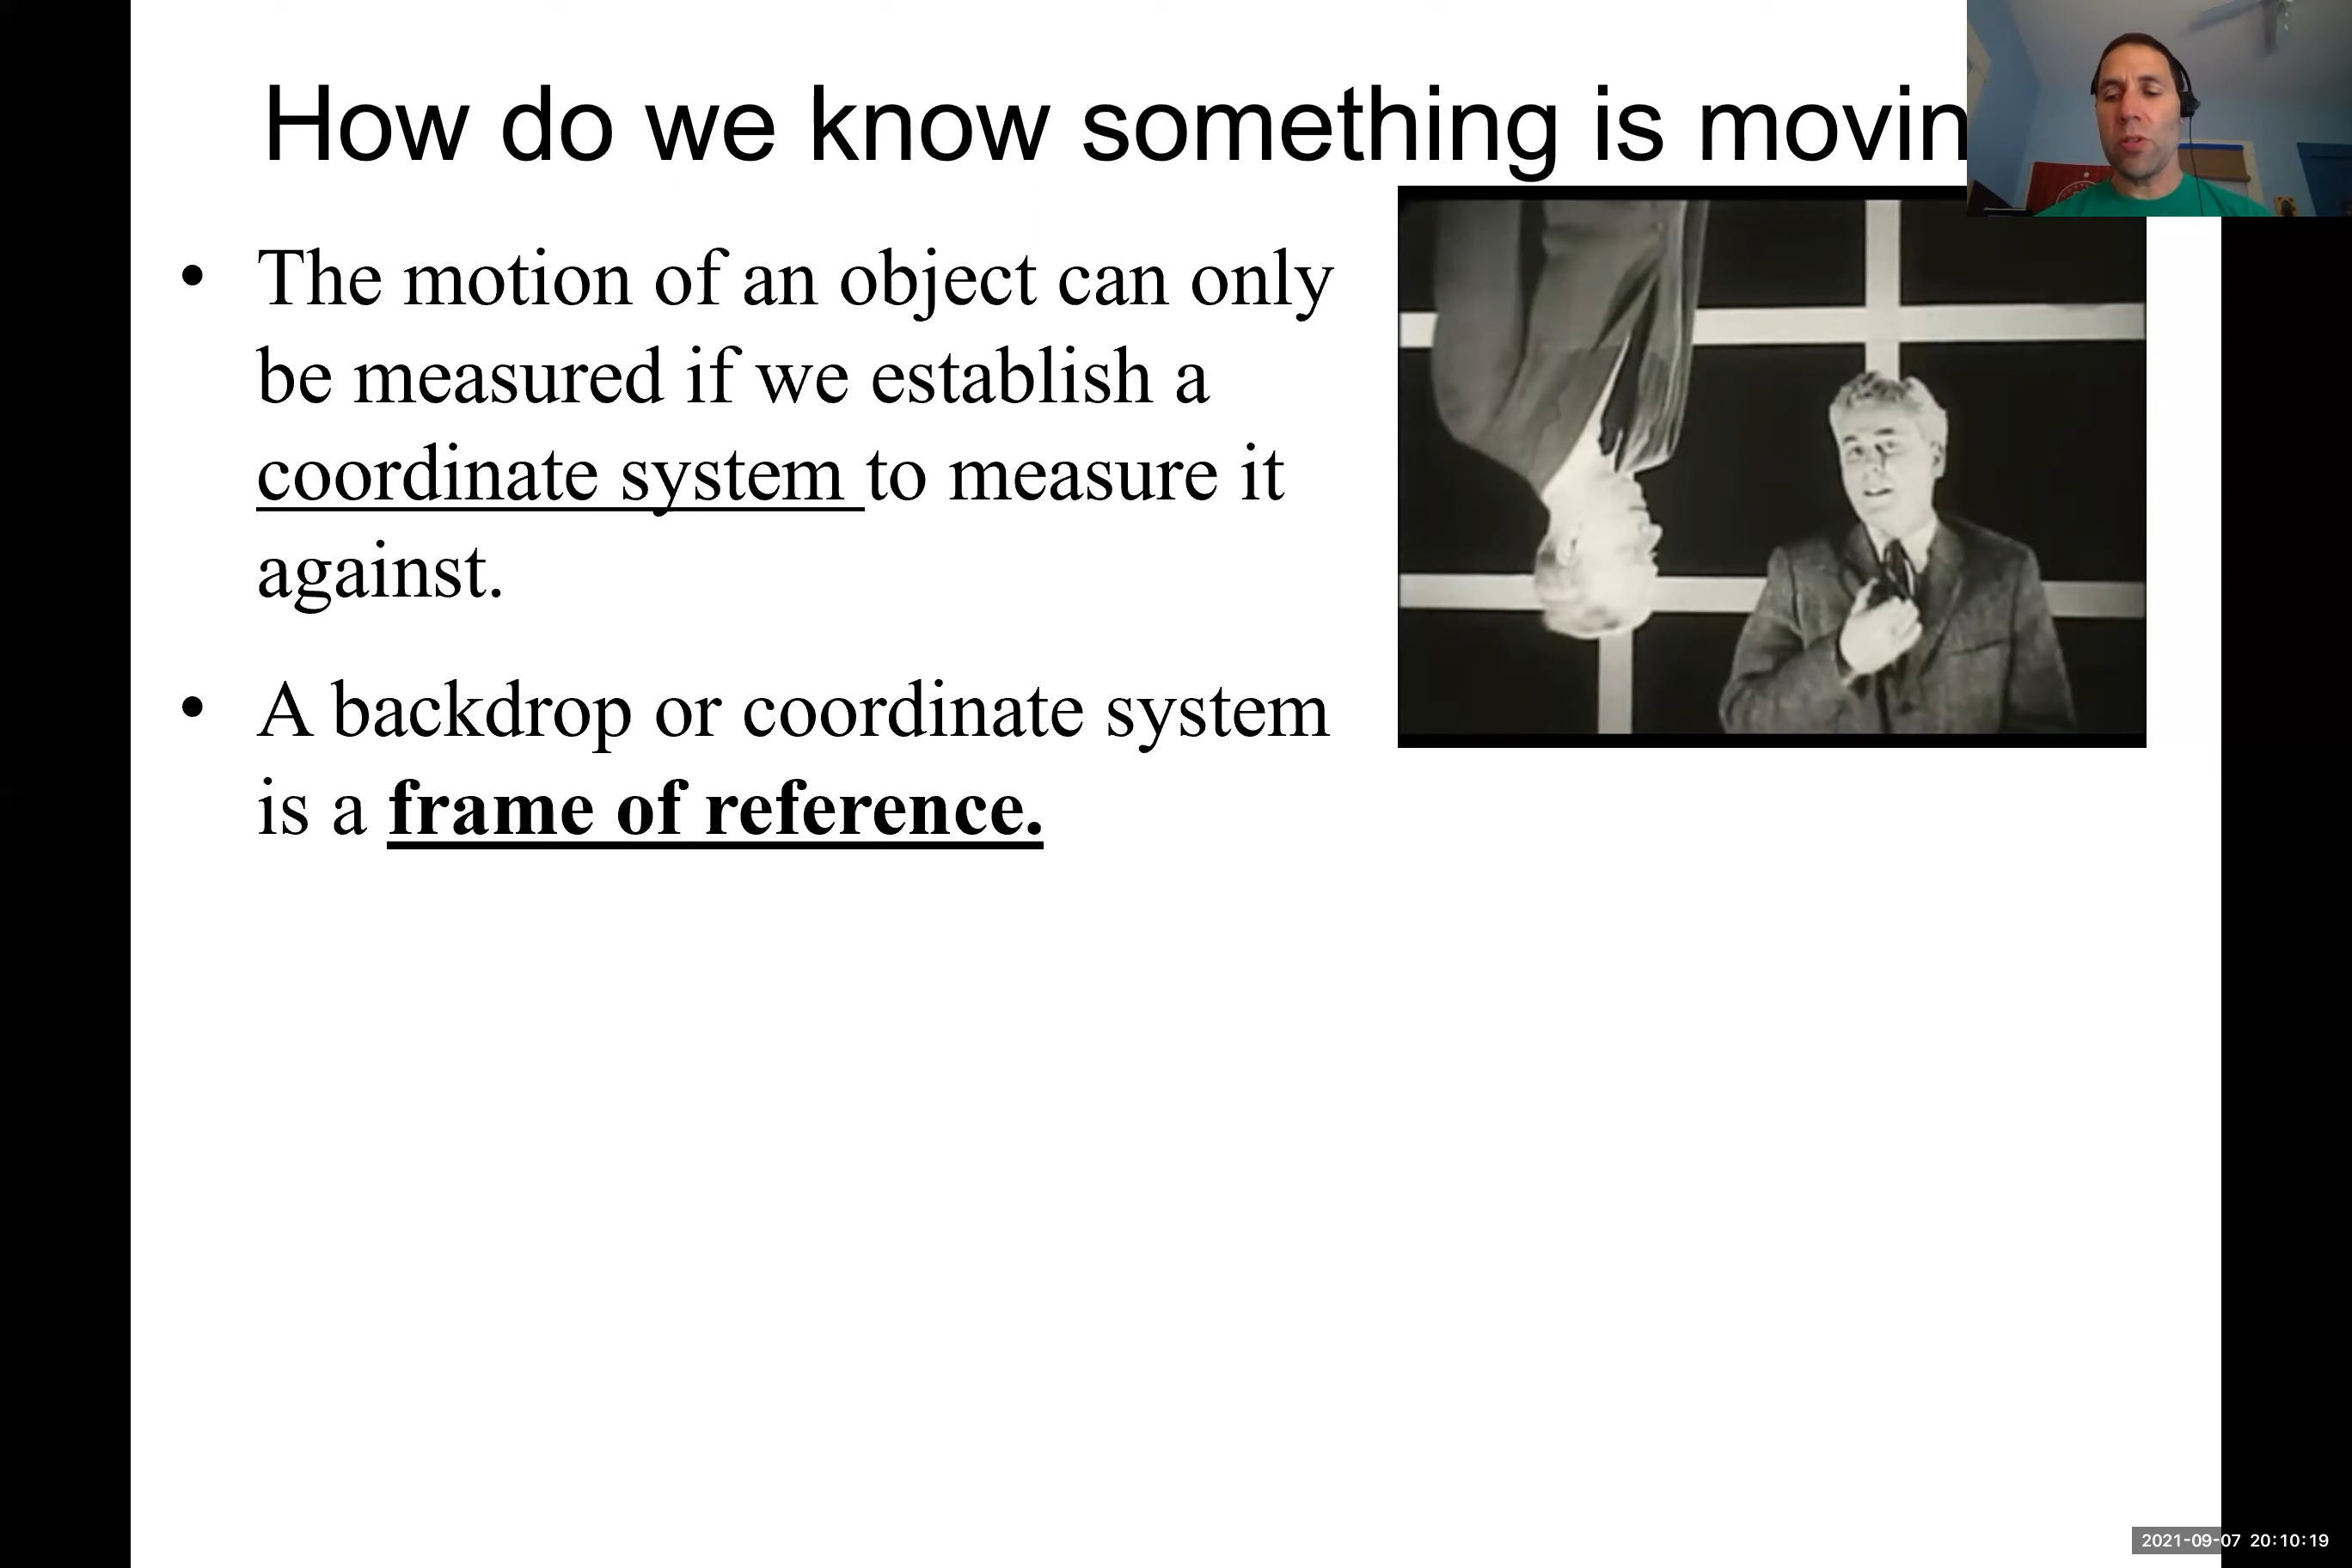 How do we know something is movin
• The motion of an object can only
be measured if we establish a
coordinate system to measure it
against.
• A backdrop or coordinate system
is a frame of reference.
2021-09-07 20:10:19